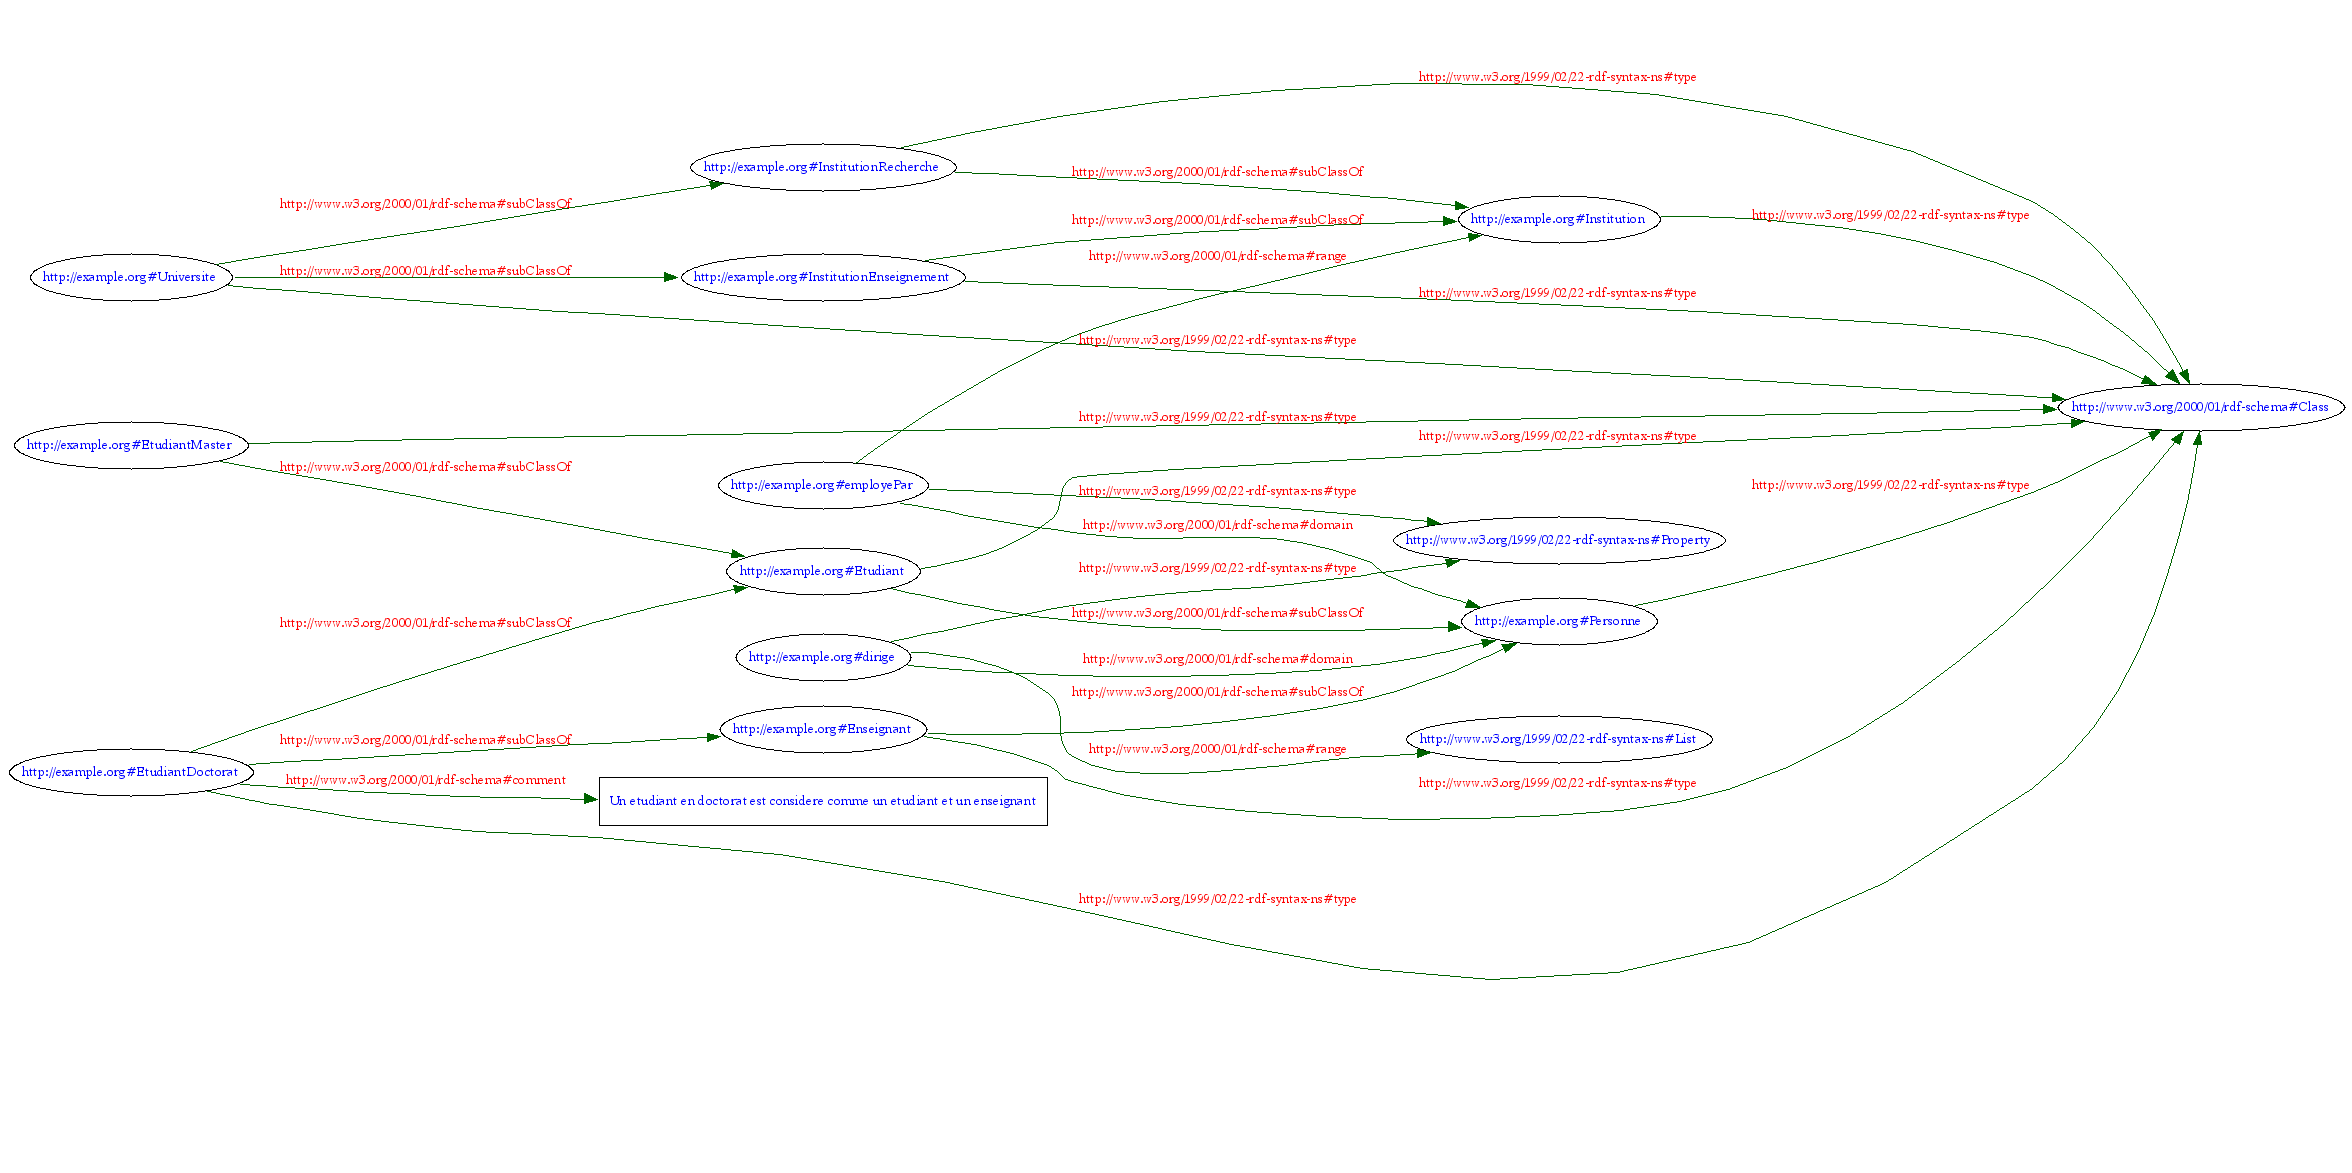 http://www.w3.org/1999/02/22-rdf-syntax-ns#type
http://example.org#InstitutionRecherche
http://www.w3.org/2000/01/rdf-schema#subClassOf
http://www.w3.org/2000/01/rdf-schema#subClassOf
http://www.w3.org/2000/01/rdf-schema#subClassOf
http://example.org#Institution
http://www.w3.org/1999/02/22-rdf-syntax-ns#type
http://www.w3.org/2000/01/rdf-schema#range
http://example.org#Universite
http://www.w3.org/2000/01/rdf-schema#subClassOf
http://example.org#InstitutionEnseignement
http://www.w3.org/1999/02/22-rdf-syntax-ns#type
http://www.w3.org/1999/02/22-rdf-syntax-ns#type
http://www.w3.org/2000/01/rdf-schema#Class
http://www.w3.org/1999/02/22-rdf-syntax-ns#type
http://www.w3.org/1999/02/22-rdf-syntax-ns#type
http://example.org#EtudiantMaster
http://www.w3.org/2000/01/rdf-schema#subClassOf
http://example.org#employePar
http://www.w3.org/1999/02/22-rdf-syntax-ns#type
http://www.w3.org/1999/02/22-rdf-syntax-ns#type
http://www.w3.org/2000/01/rdf-schema#domain
http://www.w3.org/1999/02/22-rdf-syntax-ns#Property
http://example.org#Etudiant
http://www.w3.org/1999/02/22-rdf-syntax-ns#type
http://www.w3.org/2000/01/rdf-schema#subClassOf
http://www.w3.org/2000/01/rdf-schema#subClassOf
http://example.org#Personne
http://example.org#dirige
http://www.w3.org/2000/01/rdf-schema#domain
http://www.w3.org/2000/01/rdf-schema#subClassOf
http://example.org#Enseignant
http://www.w3.org/2000/01/rdf-schema#subClassOf
http://www.w3.org/2000/01/rdf-schema#range
http://www.w3.org/1999/02/22-rdf-syntax-ns#List
http://example.org#EtudiantDoctorat
http://www.w3.org/2000/01/rdf-schema#comment
http://www.w3.org/1999/02/22-rdf-syntax-ns#type
Un etudiant en doctorat est considere comme un etudiant et un enseignant
http://www.w3.org/1999/02/22-rdf-syntax-ns#type